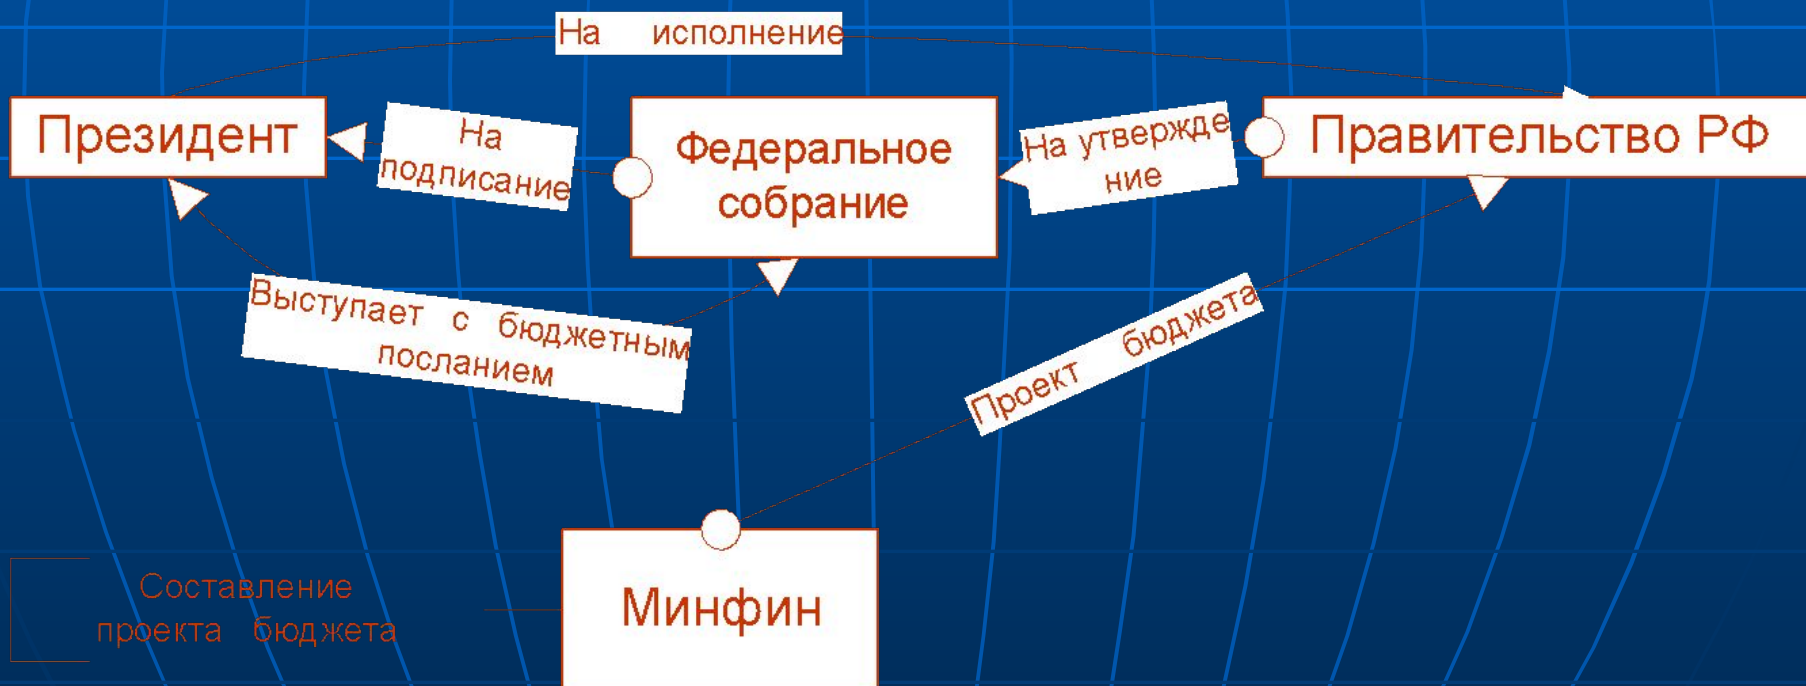 На исполнение
Президент
На
подписание
Федеральное
собрание
На утвержде
ние
Правительство РФ
Выступает с бюджетным
посланием
Проект бюджета
Составление
проекта бюджета
Минфин